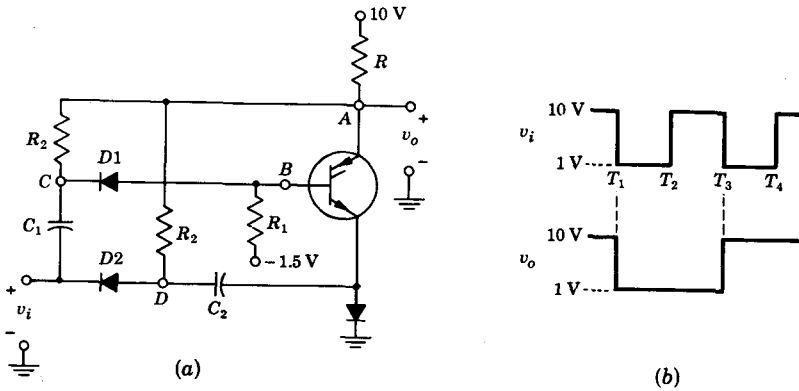 10 V
R
A
+
v_o
-
R_2
D1
C
B
C_1
R_2
R_1
-1.5 V
D2
D
C_2
+
v_i
-
(a)
10 V
v_i
1 V
T_1 T_2 T_3 T_4
10 V
v_o
1 V
(b)